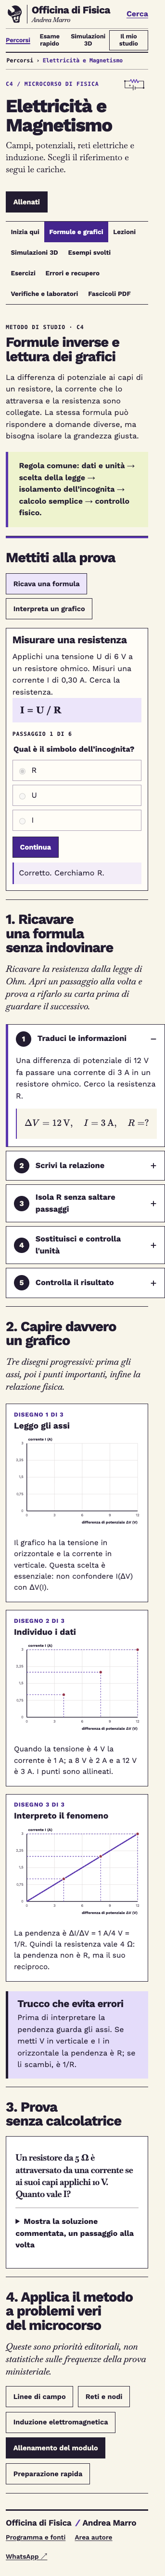 Officina di Fisica
Andrea Marro
Cerca
Percorsi
Esame rapido
Simulazioni 3D
Il mio studio
Percorsi › Elettricità e Magnetismo
C4 / MICROCORSO DI FISICA
Elettricità e
Magnetismo
Campi, potenziali, reti elettriche e
induzione. Scegli il riferimento e
segui le cariche.
Allenati
Inizia qui
Formule e grafici
Lezioni
Simulazioni 3D
Esempi svolti
Esercizi
Errori e recupero
Verifiche e laboratori
Fascicoli PDF
METODO DI STUDIO · C4
Formule inverse e
lettura dei grafici
La differenza di potenziale ai capi di
un resistore, la corrente che lo
attraversa e la resistenza sono
collegate. La stessa formula può
rispondere a domande diverse, ma
bisogna isolare la grandezza giusta.
Regola comune: dati e unità →
scelta della legge →
isolamento dell'incognita →
calcolo semplice → controllo
fisico.
Mettiti alla prova
Ricava una formula
Interpreta un grafico
Misurare una resistenza
Applichi una tensione U di 6 V a
un resistore ohmico. Misuri una
corrente I di 0,30 A. Cerca la
resistenza.
I = U / R
PASSAGGIO 1 DI 6
Qual è il simbolo dell'incognita?
R
U
I
Continua
Corretto. Cerchiamo R.
1. Ricavare
una formula
senza indovinare
Ricavare la resistenza dalla legge di
Ohm. Apri un passaggio alla volta e
prova a rifarlo su carta prima di
guardare il successivo.
1 Traduci le informazioni −
Una differenza di potenziale di 12 V
fa passare una corrente di 3 A in un
resistore ohmico. Cerco la resistenza
R.
ΔV = 12 V, I = 3 A, R = ?
2 Scrivi la relazione +
3 Isola R senza saltare
passaggi +
4 Sostituisci e controlla
l'unità +
5 Controlla il risultato +
2. Capire davvero
un grafico
Tre disegni progressivi: prima gli
assi, poi i punti importanti, infine la
relazione fisica.
DISEGNO 1 DI 3
Leggo gli assi
corrente I (A)
differenza di potenziale ΔV (V)
Il grafico ha la tensione in
orizzontale e la corrente in
verticale. Questa scelta è
essenziale: non confondere I(ΔV)
con ΔV(I).
DISEGNO 2 DI 3
Individuo i dati
corrente I (A)
differenza di potenziale ΔV (V)
Quando la tensione è 4 V la
corrente è 1 A; a 8 V è 2 A e a 12 V
è 3 A. I punti sono allineati.
DISEGNO 3 DI 3
Interpreto il fenomeno
corrente I (A)
differenza di potenziale ΔV (V)
La pendenza è ΔI/ΔV = 1 A/4 V =
1/R. Quindi la resistenza vale 4 Ω:
la pendenza non è R, ma il suo
reciproco.
Trucco che evita errori
Prima di interpretare la
pendenza guarda gli assi. Se
metti V in verticale e I in
orizzontale la pendenza è R; se
li scambi, è 1/R.
3. Prova
senza calcolatrice
Un resistore da 5 Ω è
attraversato da una corrente se
ai suoi capi applichi 10 V.
Quanto vale I?
▶ Mostra la soluzione
commentata, un passaggio alla
volta
4. Applica il metodo
a problemi veri
del microcorso
Queste sono priorità editoriali, non
statistiche sulle frequenze della prova
ministeriale.
Linee di campo
Reti e nodi
Induzione elettromagnetica
Allenamento del modulo
Preparazione rapida
Officina di Fisica / Andrea Marro
Programma e fonti
Area autore
WhatsApp ↗